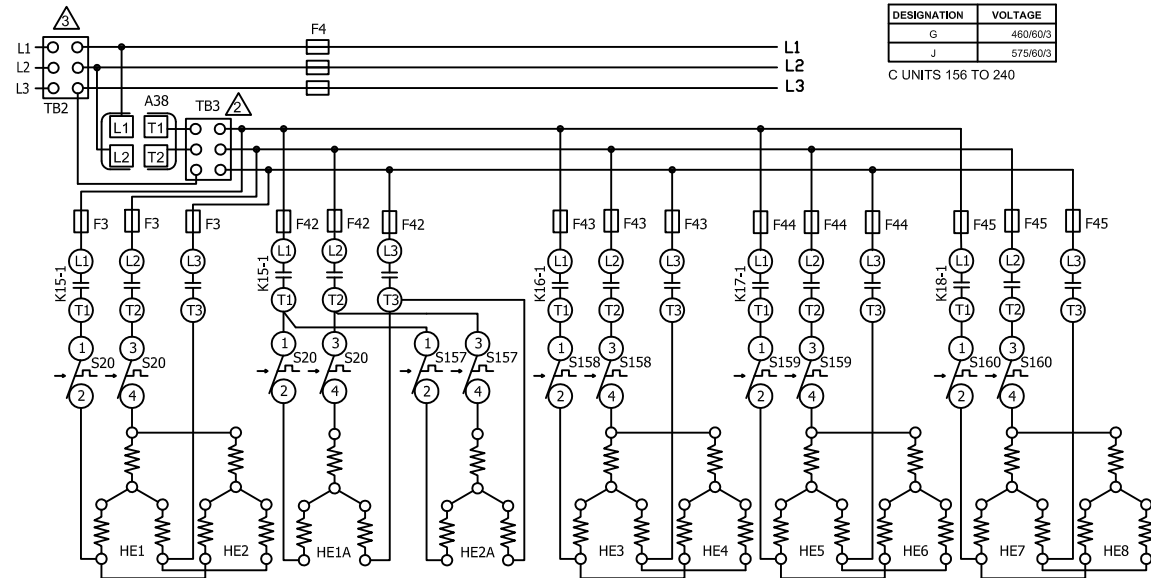 3
F4
DESIGNATION VOLTAGE
G 460/60/3
J 575/60/3
C UNITS 156 TO 240
L1 L1
L2 L2
L3 L3
TB2 A38 TB3 2
L1 T1
L2 T2
F3 F3 F3 F42 F42 F42 F43 F43 F43 F44 F44 F44 F45 F45 F45
L1 L2 L3 L1 L2 L3 L1 L2 L3 L1 L2 L3 L1 L2 L3
K15-1 K15-1 K16-1 K17-1 K18-1
T1 T2 T3 T1 T2 T3 T1 T2 T3 T1 T2 T3 T1 T2 T3
1 3 1 3 1 3 1 3 1 3 1 3
S20 S20 S20 S20 S157 S157 S158 S158 S159 S159 S160 S160
2 4 2 4 2 4 2 4 2 4 2 4
HE1 HE2 HE1A HE2A HE3 HE4 HE5 HE6 HE7 HE8